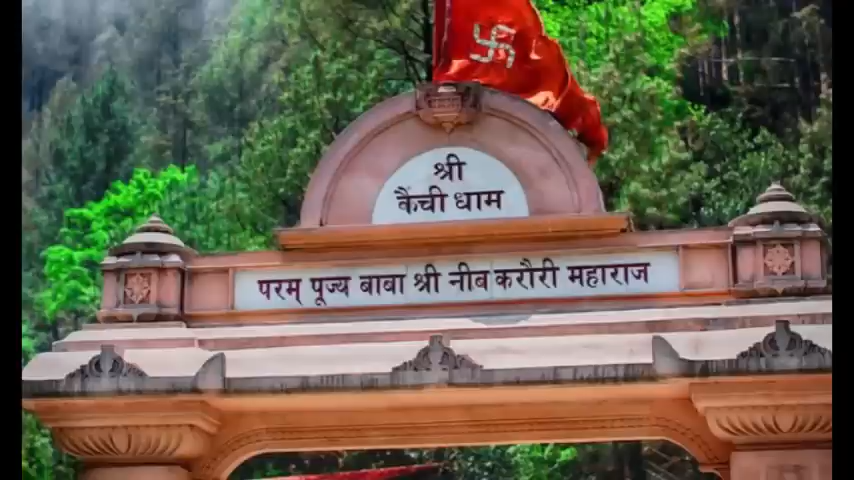 श्री
कैंची धाम
परम् पूज्य बाबा श्री नीब करौरी महाराज